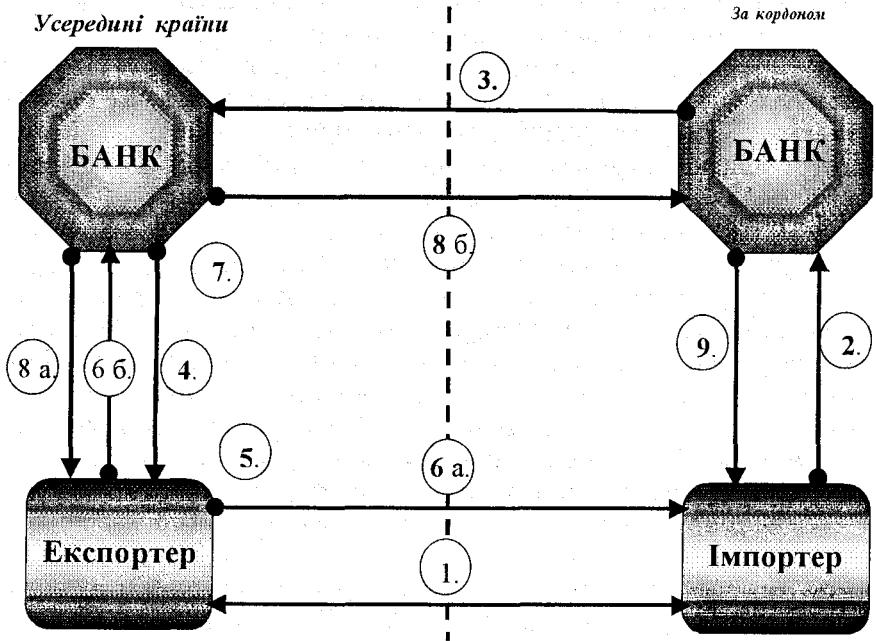 Усередині країни
За кордоном
3.
БАНК
БАНК
8 б.
7.
8 а.
6 б.
4.
9.
2.
5.
6 а.
Експортер
Імпортер
1.